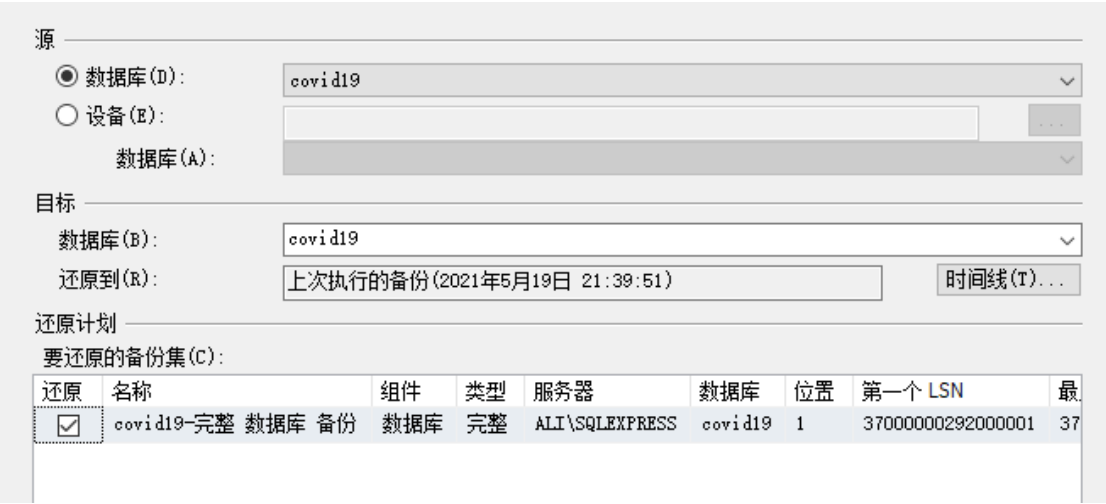 源
数据库(D): covid19
设备(E): ...
数据库(A):
目标
数据库(B): covid19
还原到(R): 上次执行的备份(2021年5月19日 21:39:51) 时间线(T)...
还原计划
要还原的备份集(C):
还原 名称 组件 类型 服务器 数据库 位置 第一个 LSN 最
covid19-完整 数据库 备份 数据库 完整 ALI\SQLEXPRESS covid19 1 37000000292000001 37